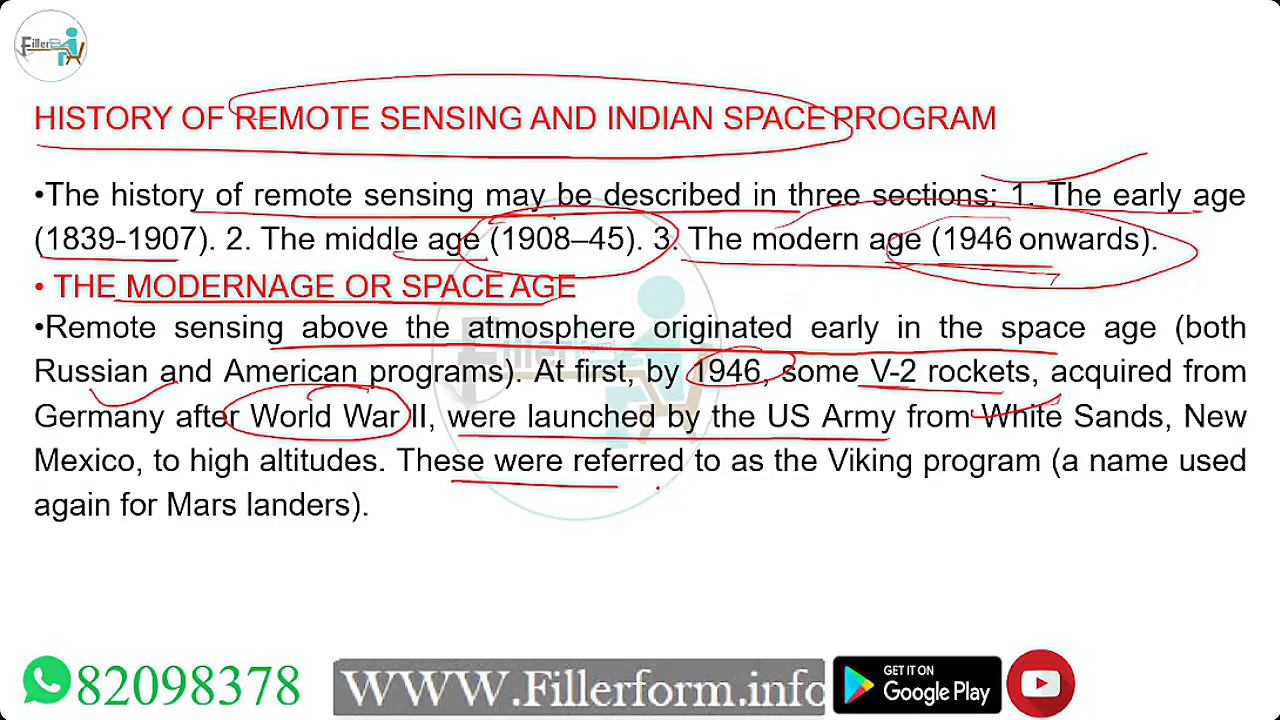 Filler
HISTORY OF REMOTE SENSING AND INDIAN SPACE PROGRAM
•The history of remote sensing may be described in three sections; 1. The early age
(1839-1907). 2. The middle age (1908–45). 3. The modern age (1946 onwards).
• THE MODERNAGE OR SPACE AGE
•Remote sensing above the atmosphere originated early in the space age (both
Russian and American programs). At first, by 1946, some V-2 rockets, acquired from
Germany after World War II, were launched by the US Army from White Sands, New
Mexico, to high altitudes. These were referred to as the Viking program (a name used
again for Mars landers).
82098378
WWW.Fillerform.info
GET IT ON
Google Play